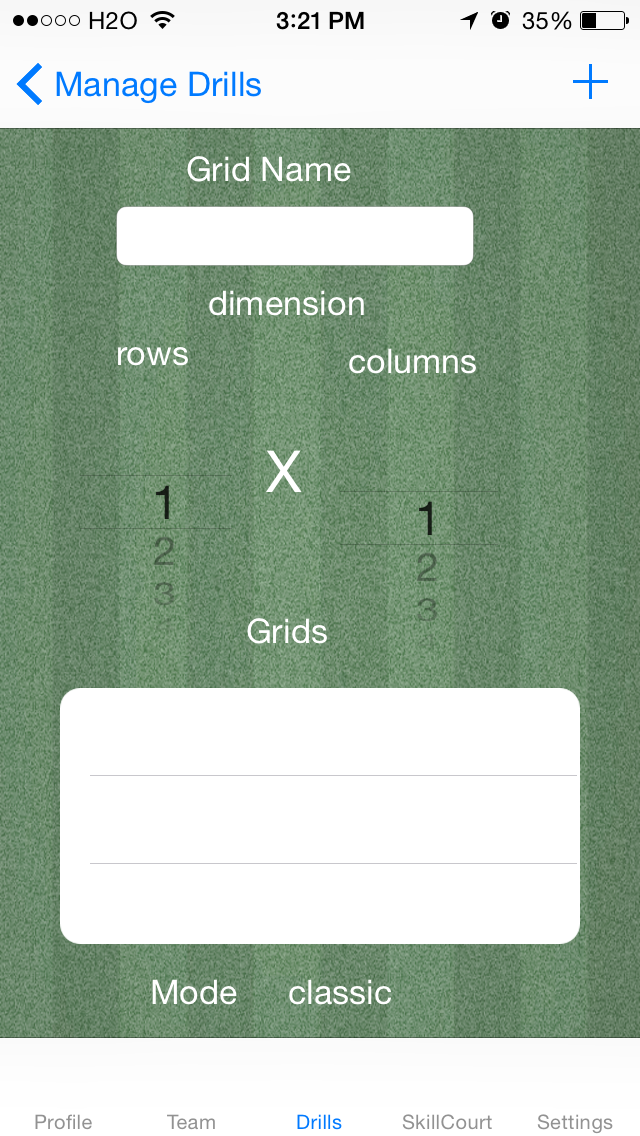 H2O 3:21 PM 35%
Manage Drills +
Grid Name
dimension
rows columns
X
1 1
2 2
3 3
Grids
Mode classic
Profile Team Drills SkillCourt Settings